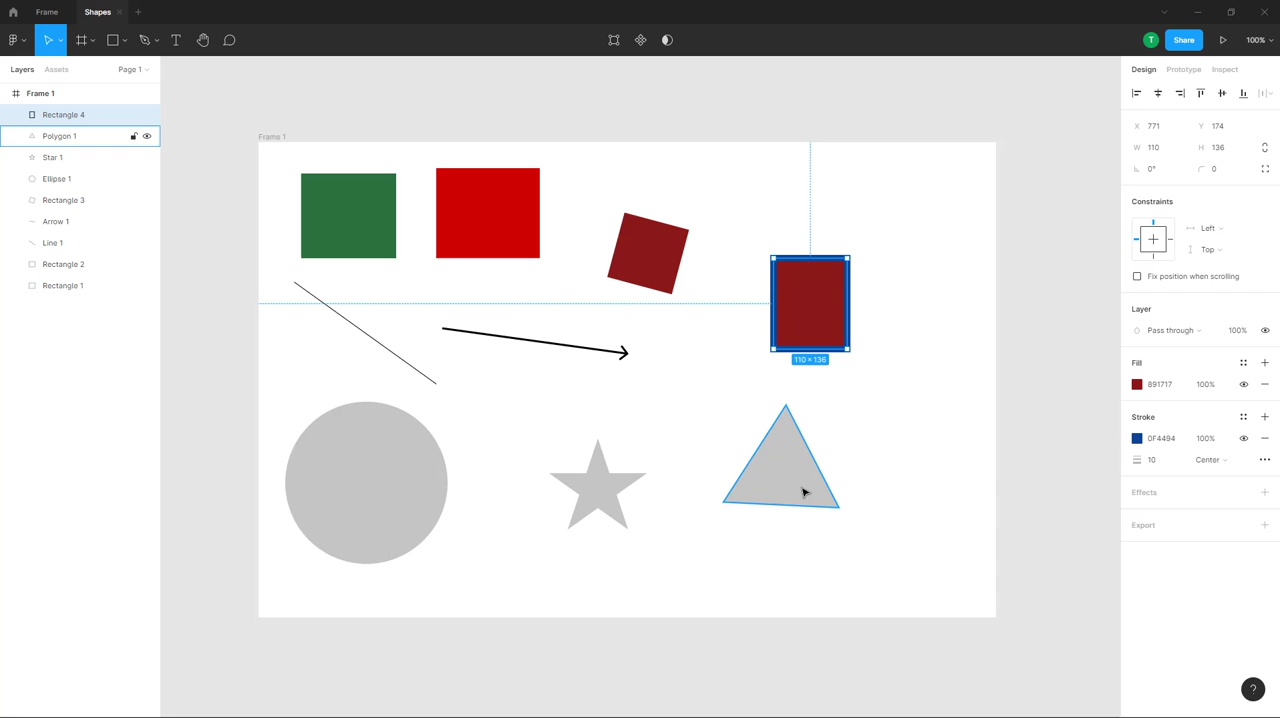 Frame
Shapes
T
Share
100%
Layers
Assets
Page 1
Design
Prototype
Inspect
Frame 1
Rectangle 4
Polygon 1
Star 1
Ellipse 1
Rectangle 3
Arrow 1
Line 1
Rectangle 2
Rectangle 1
Frame 1
110 × 136
X 771 Y 174
W 110 H 136
0° 0
Constraints
Left
Top
Fix position when scrolling
Layer
Pass through 100%
Fill
891717 100%
Stroke
0F4494 100%
10 Center
Effects
Export
?